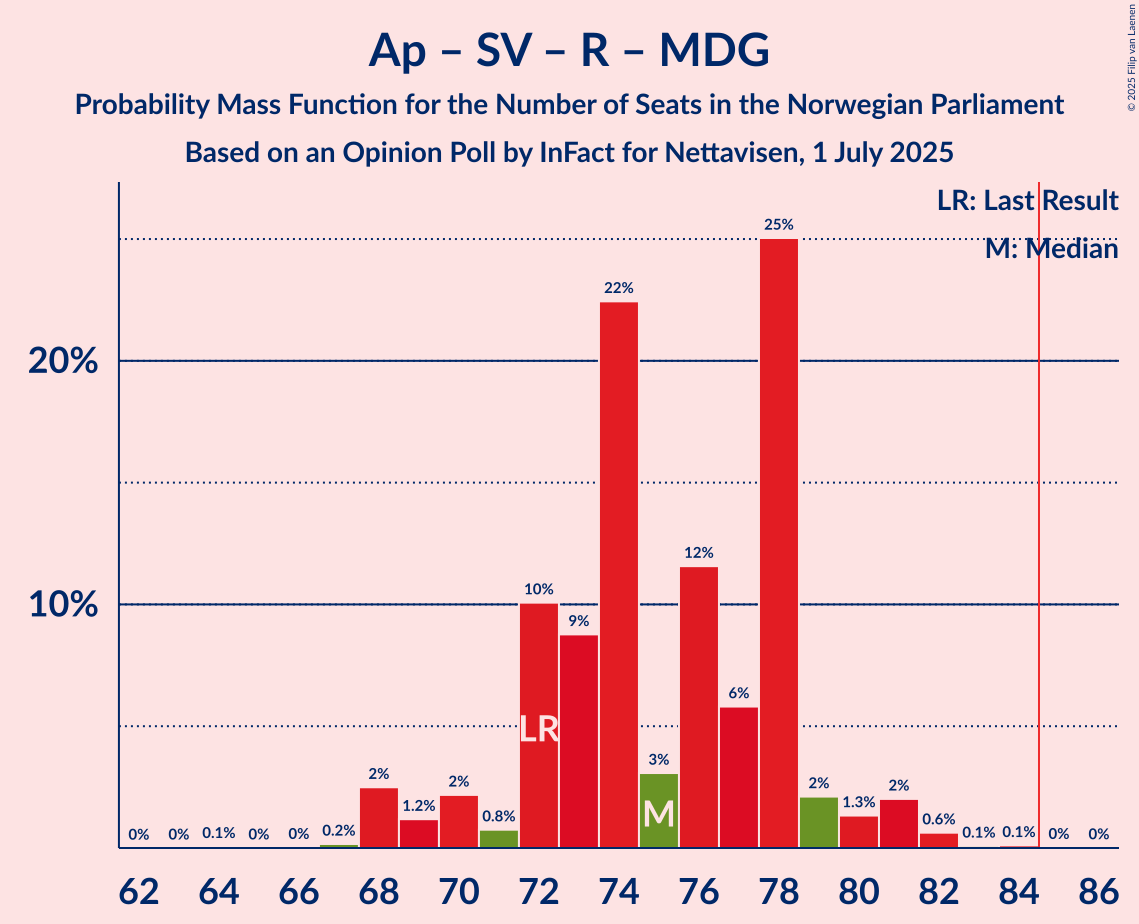 Ap – SV – R – MDG
Probability Mass Function for the Number of Seats in the Norwegian Parliament
Based on an Opinion Poll by InFact for Nettavisen, 1 July 2025
© 2025 Filip van Laenen
LR: Last Result
M: Median
25%
22%
20%
12%
10%
10%
9%
6%
LR
3%
M
2%
2%
2%
2%
1.2%
1.3%
0.8%
0.6%
0% 0% 0.1% 0% 0% 0.2% 0.1% 0.1% 0% 0%
62 64 66 68 70 72 74 76 78 80 82 84 86